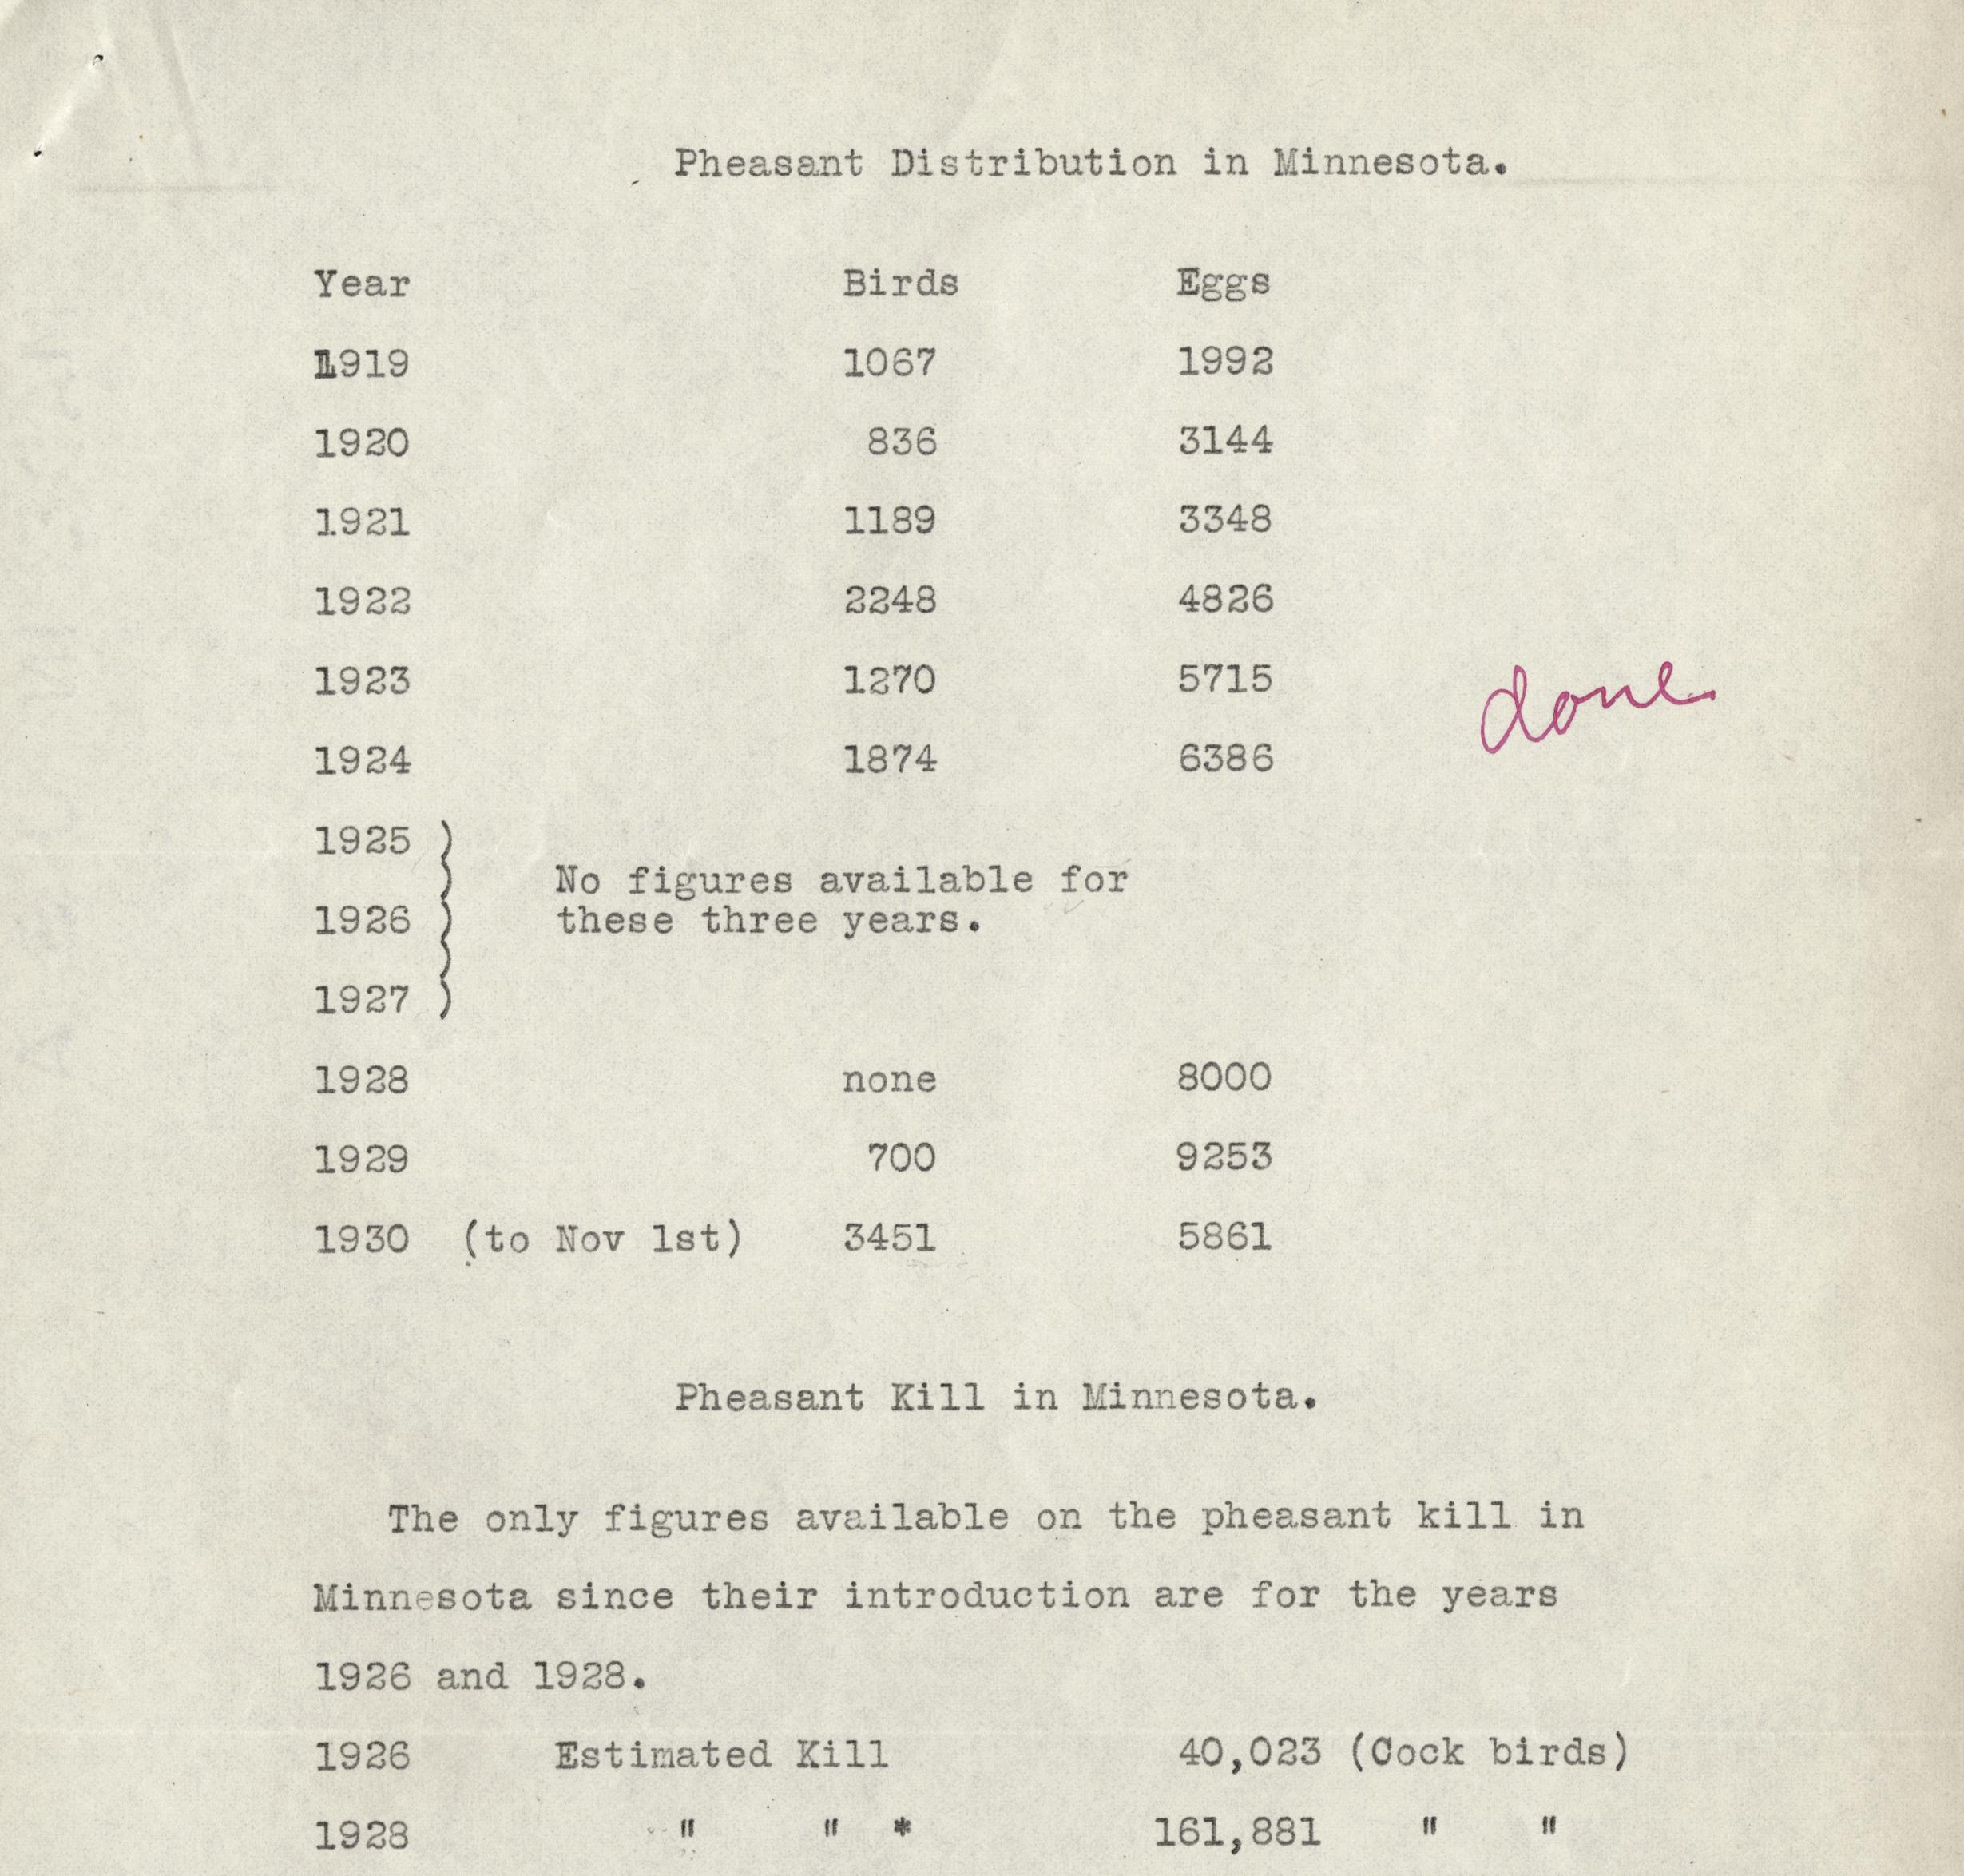 Pheasant Distribution in Minnesota.
Year Birds Eggs
1919 1067 1992
1920 836 3144
1921 1189 3348
1922 2248 4826
1923 1270 5715
done
1924 1874 6386
1925 )
No figures available for
1926 ) these three years.
1927 )
1928 none 8000
1929 700 9253
1930 (to Nov 1st) 3451 5861
Pheasant Kill in Minnesota.
The only figures available on the pheasant kill in
Minnesota since their introduction are for the years
1926 and 1928.
1926 Estimated Kill 40,023 (Cock birds)
1928 " " * 161,881 " "